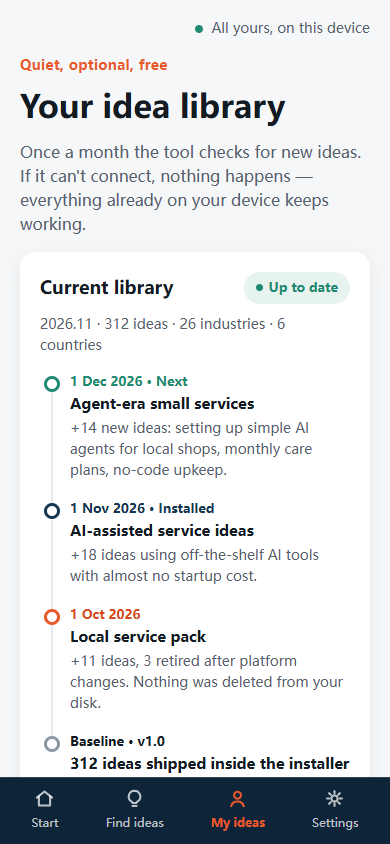 All yours, on this device
Quiet, optional, free
Your idea library
Once a month the tool checks for new ideas.
If it can't connect, nothing happens —
everything already on your device keeps
working.
Current library
Up to date
2026.11 · 312 ideas · 26 industries · 6
countries
1 Dec 2026 • Next
Agent-era small services
+14 new ideas: setting up simple AI
agents for local shops, monthly care
plans, no-code upkeep.
1 Nov 2026 • Installed
AI-assisted service ideas
+18 ideas using off-the-shelf AI tools
with almost no startup cost.
1 Oct 2026
Local service pack
+11 ideas, 3 retired after platform
changes. Nothing was deleted from your
disk.
Baseline • v1.0
312 ideas shipped inside the installer
Start
Find ideas
My ideas
Settings